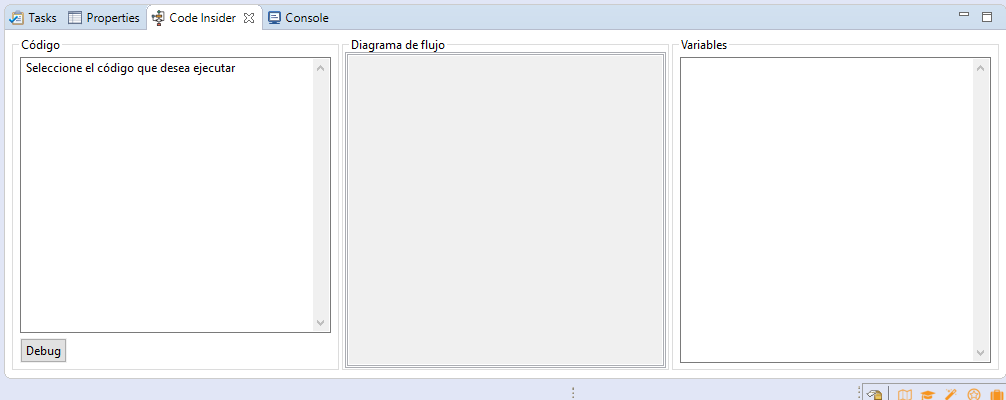 Tasks Properties Code Insider Console
Código
Seleccione el código que desea ejecutar
Debug
Diagrama de flujo
Variables